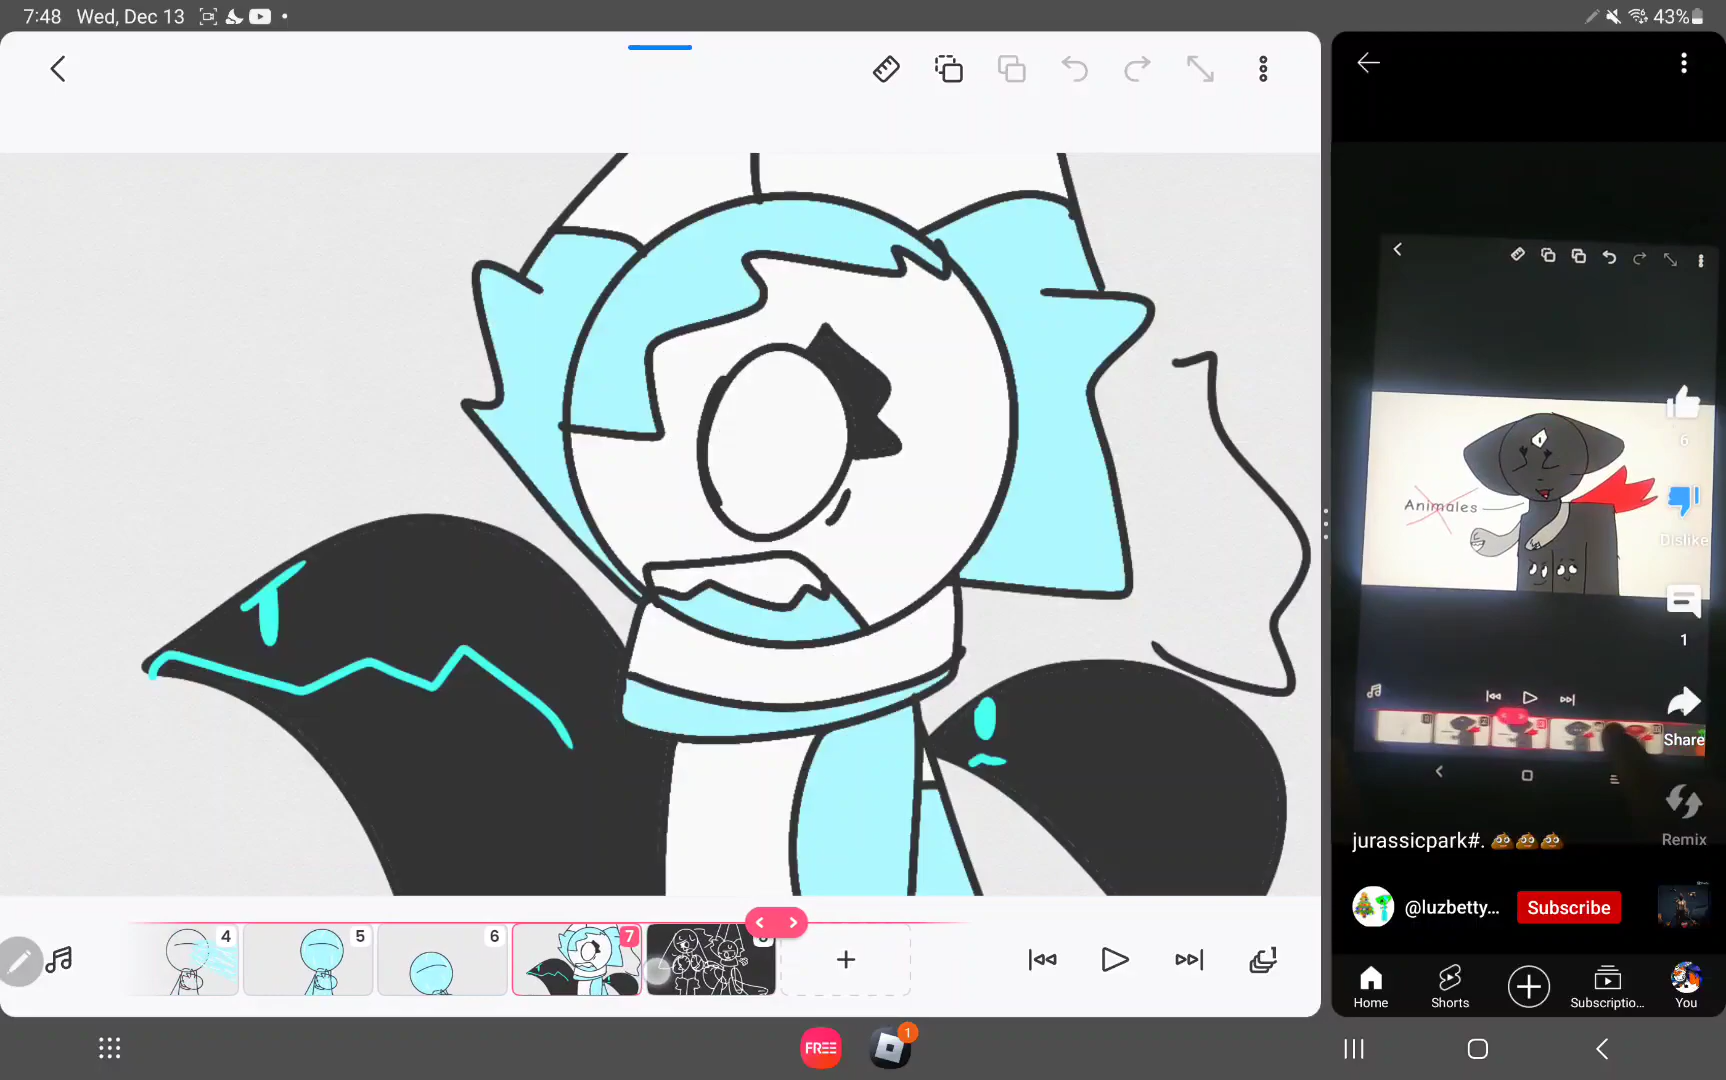 7:48 Wed, Dec 13
43%
4
5
6
7
FREE
1
Animales
6
Dislike
1
Share
Remix
jurassicpark#. 💩💩💩
@luzbetty...
Subscribe
Home
Shorts
Subscriptio...
You